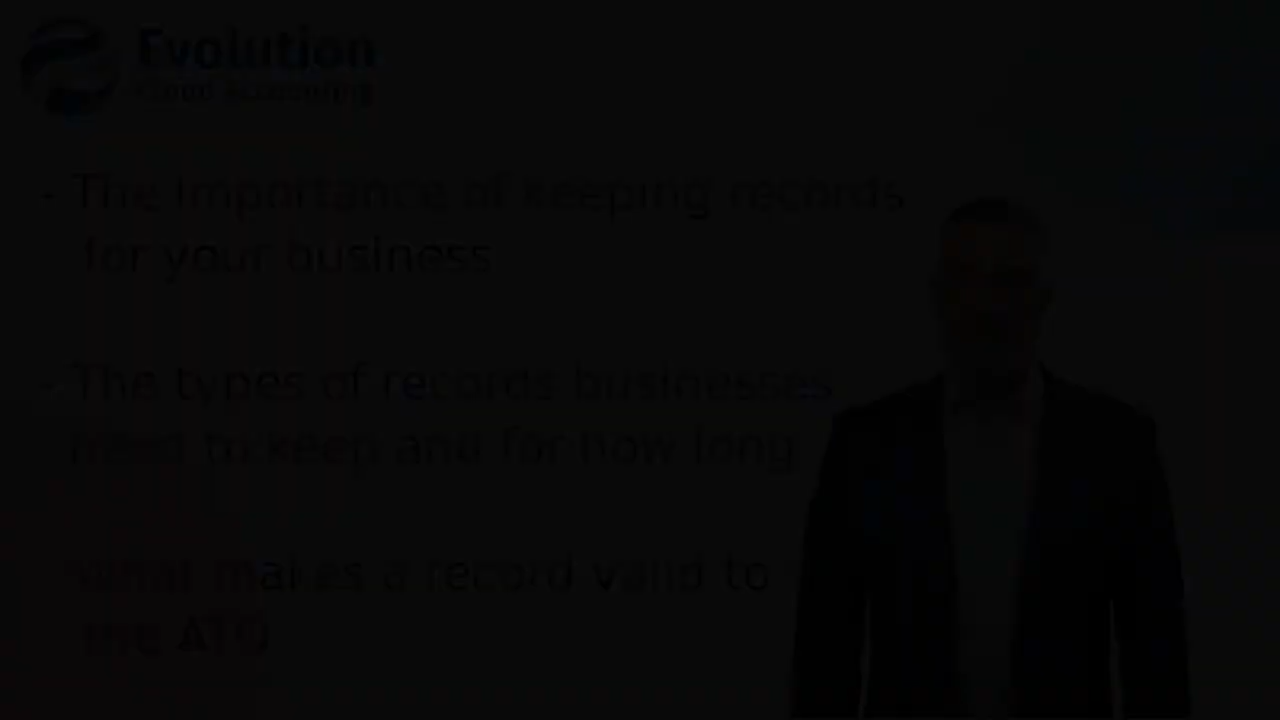 Evolution
Cloud Accounting
- The importance of keeping records
for your business
- The types of records businesses
need to keep and for how long
What makes a record valid to
the ATO